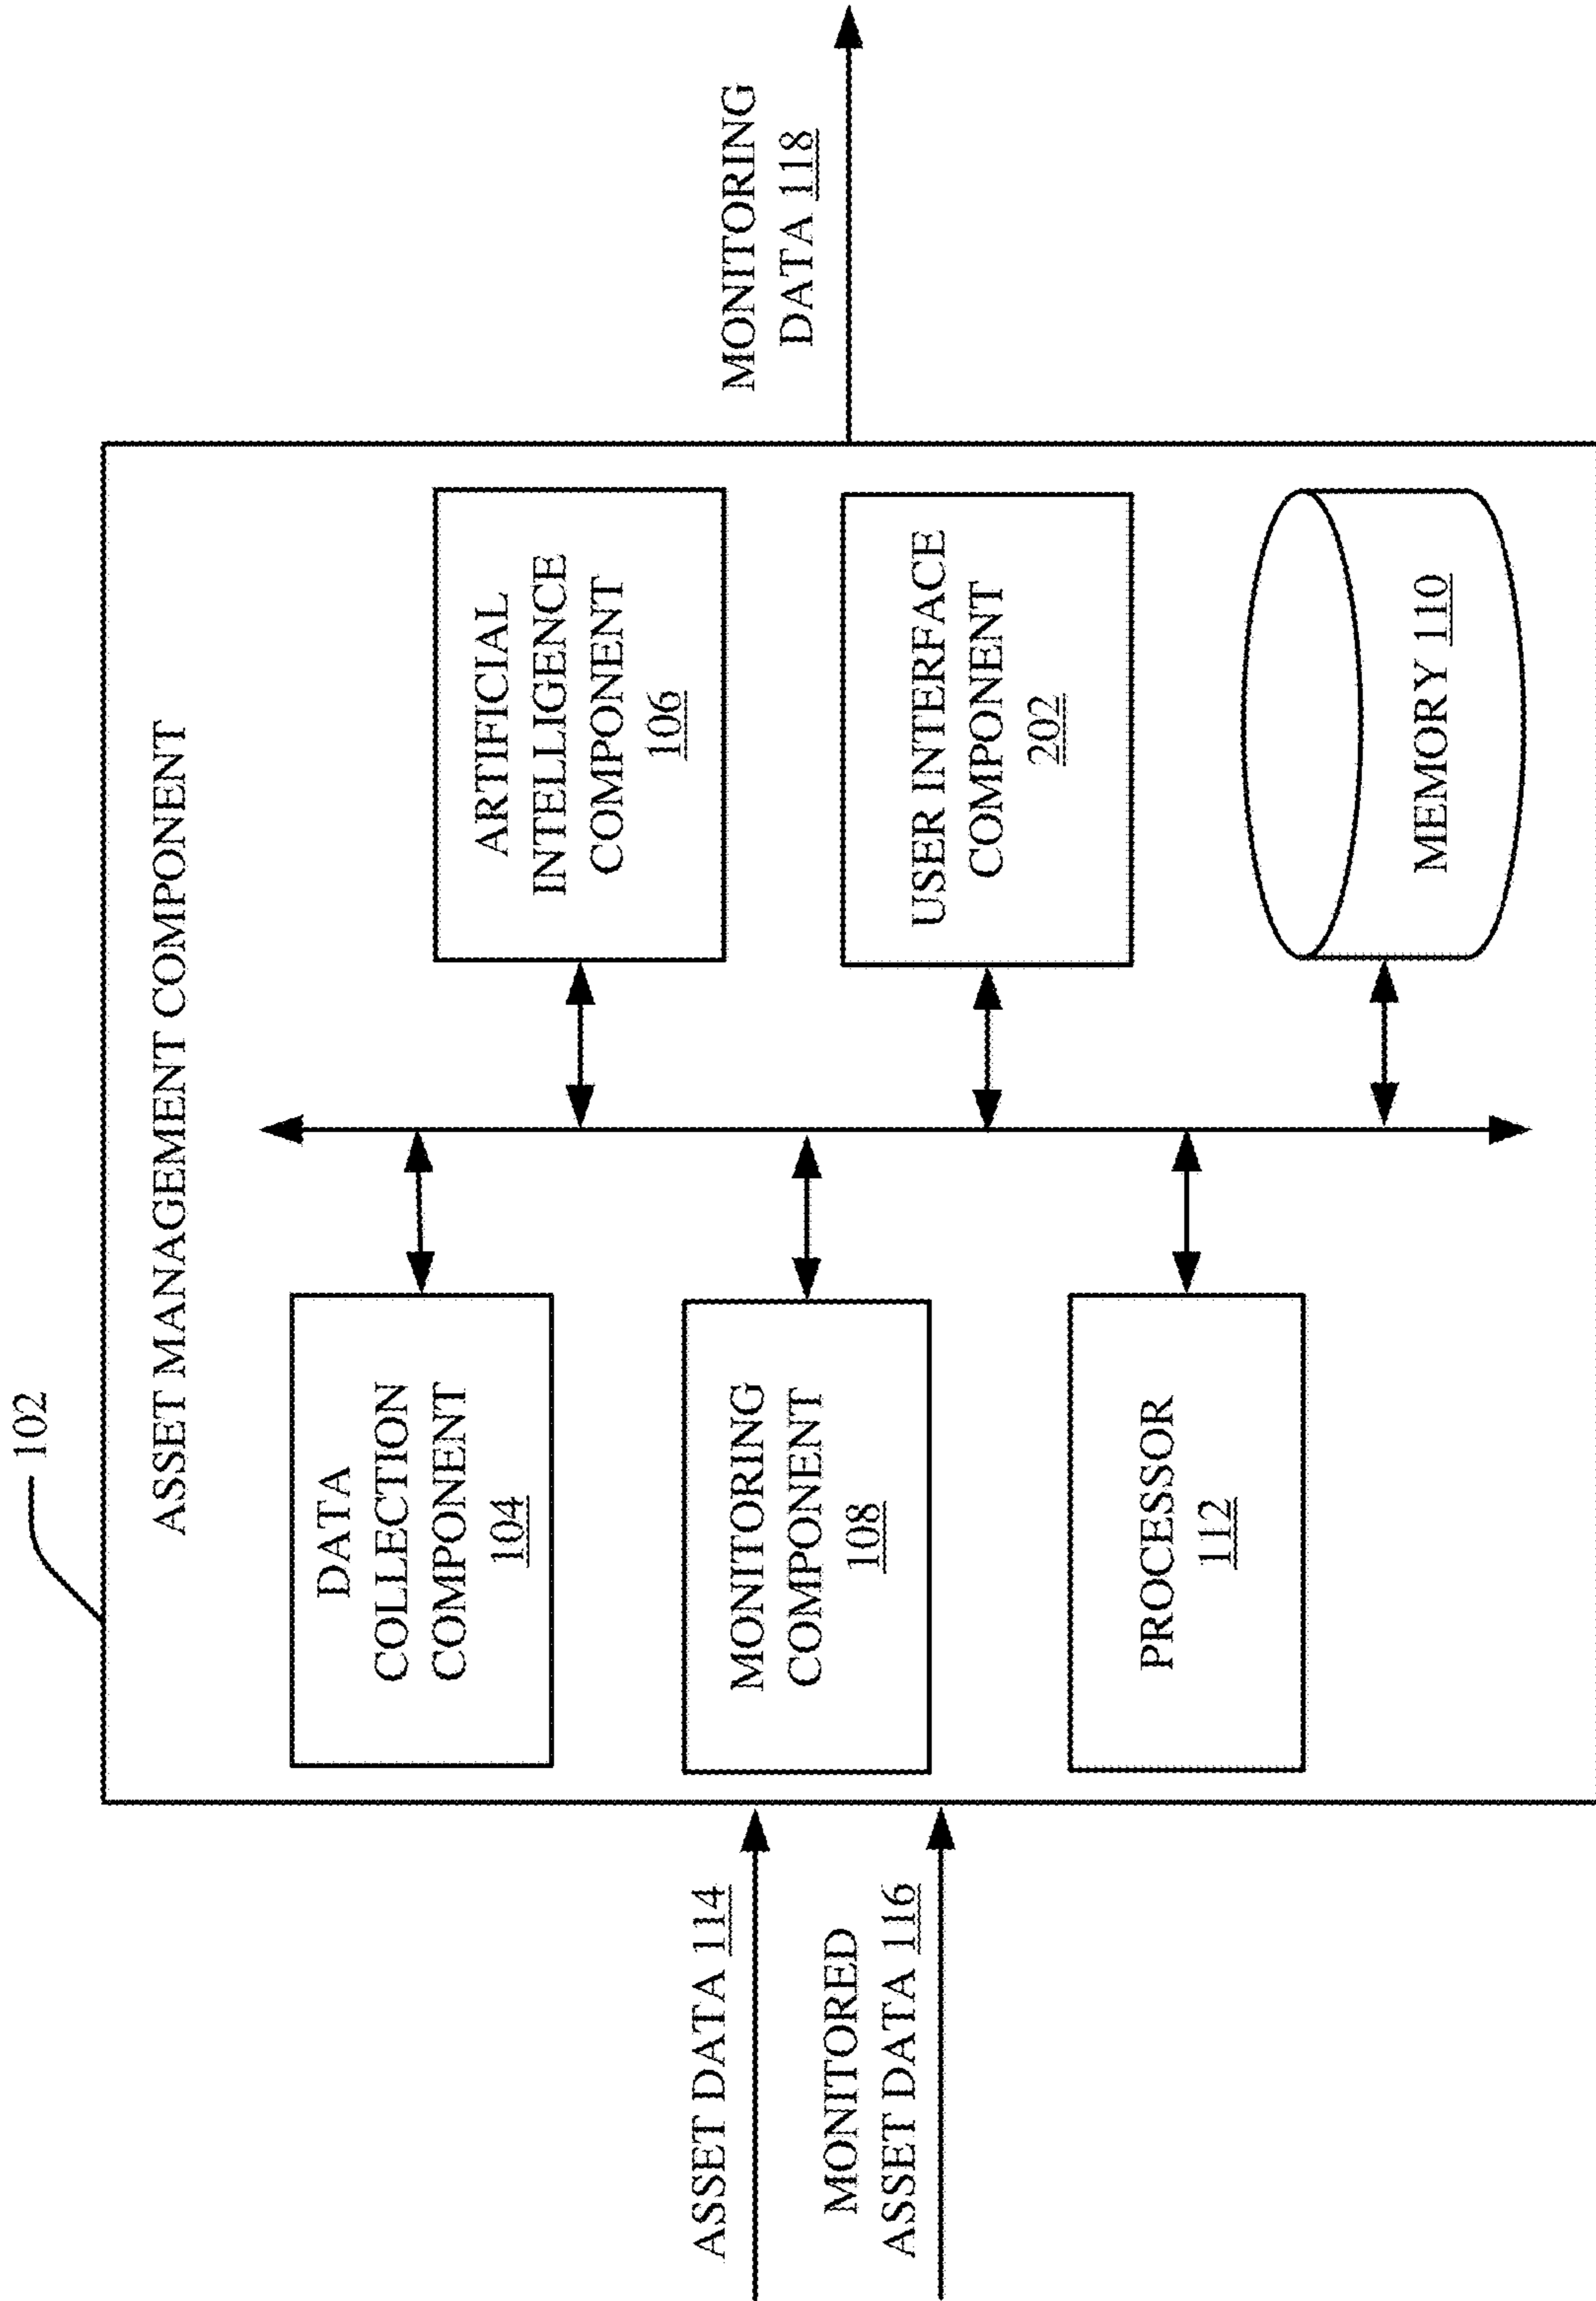 102
ASSET MANAGEMENT COMPONENT
DATA
COLLECTION
COMPONENT
104
ARTIFICIAL
INTELLIGENCE
COMPONENT
106
ASSET DATA 114
MONITORED
ASSET DATA 116
MONITORING
COMPONENT
108
USER INTERFACE
COMPONENT
202
MONITORING
DATA 118
PROCESSOR
112
MEMORY 110